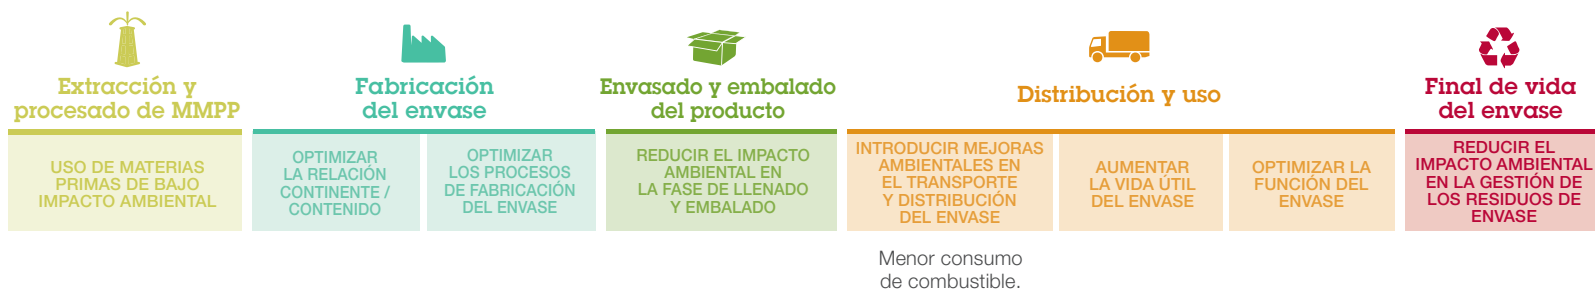 Extracción y
procesado de MMPP
USO DE MATERIAS
PRIMAS DE BAJO
IMPACTO AMBIENTAL
Fabricación
del envase
OPTIMIZAR
LA RELACIÓN
CONTINENTE /
CONTENIDO
OPTIMIZAR
LOS PROCESOS
DE FABRICACIÓN
DEL ENVASE
Envasado y embalado
del producto
REDUCIR EL IMPACTO
AMBIENTAL EN
LA FASE DE LLENADO
Y EMBALADO
Distribución y uso
INTRODUCIR MEJORAS
AMBIENTALES EN
EL TRANSPORTE
Y DISTRIBUCIÓN
DEL ENVASE
Menor consumo
de combustible.
AUMENTAR
LA VIDA ÚTIL
DEL ENVASE
OPTIMIZAR LA
FUNCIÓN DEL
ENVASE
Final de vida
del envase
REDUCIR EL
IMPACTO AMBIENTAL
EN LA GESTIÓN DE
LOS RESIDUOS DE
ENVASE